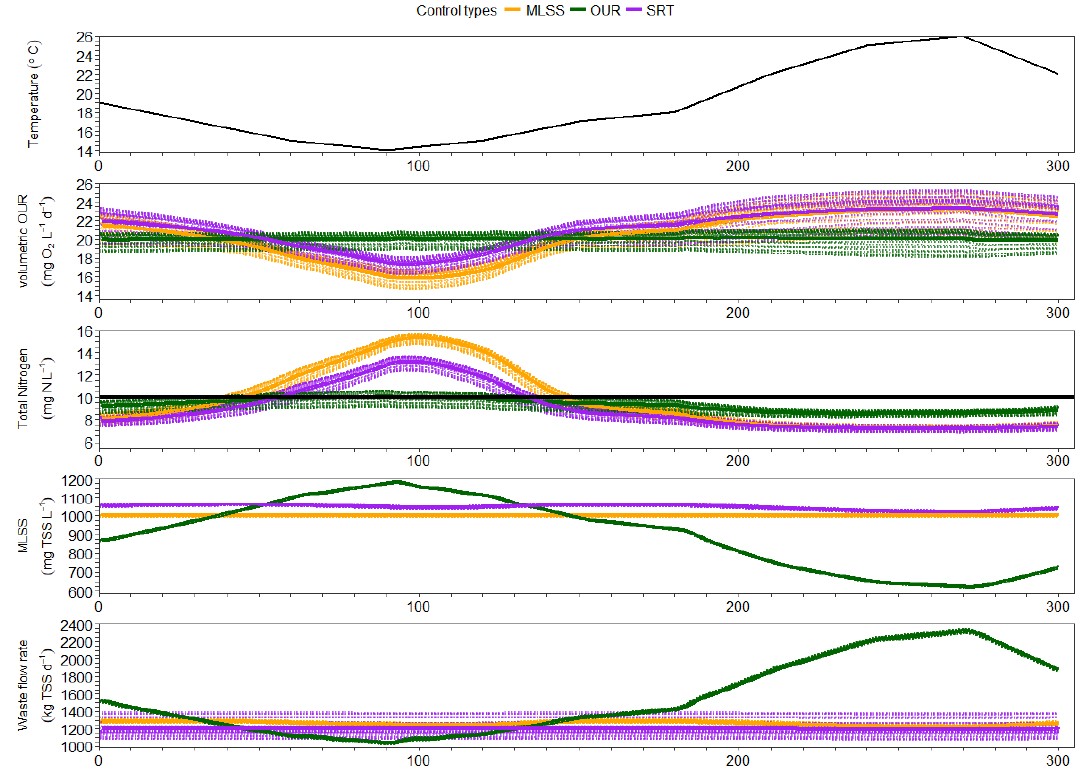 Control types MLSS OUR SRT
Temperature (° C)
26
24
22
20
18
16
14
0 100 200 300
volumetric OUR
(mg O₂ L⁻¹ d⁻¹)
26
24
22
20
18
16
14
0 100 200 300
Total Nitrogen
(mg N L⁻¹)
16
14
12
10
8
6
0 100 200 300
MLSS
(mg TSS L⁻¹)
1200
1100
1000
900
800
700
600
0 100 200 300
Waste flow rate
(kg TSS d⁻¹)
2400
2200
2000
1800
1600
1400
1200
1000
0 100 200 300